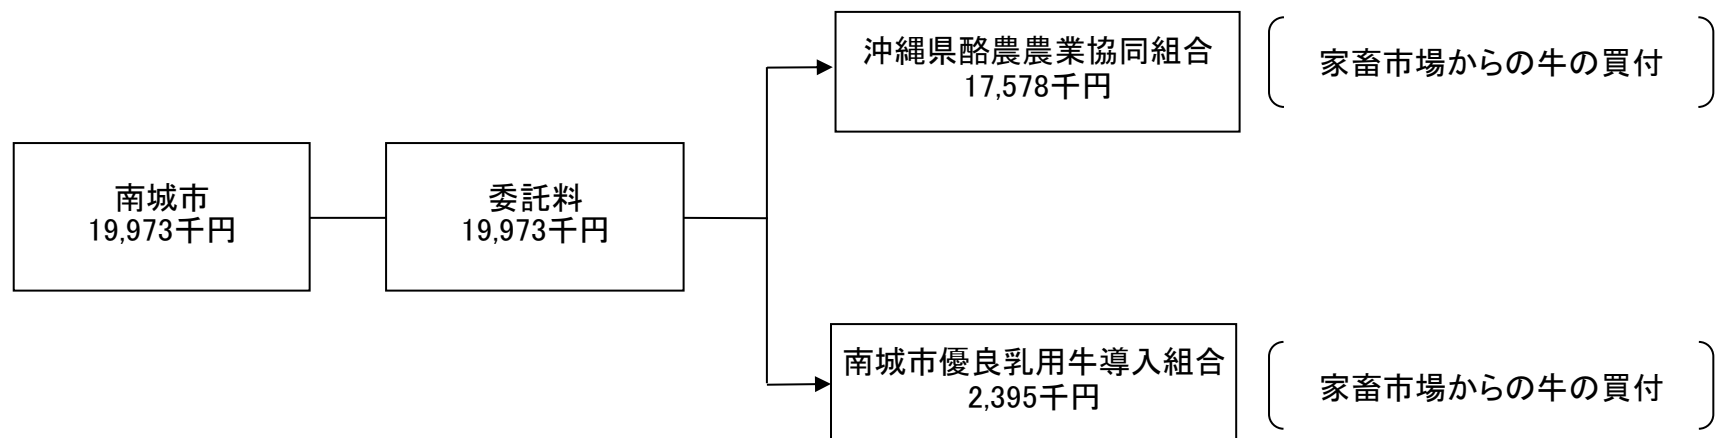 南城市
19,973千円
委託料
19,973千円
沖縄県酪農農業協同組合
17,578千円
家畜市場からの牛の買付
南城市優良乳用牛導入組合
2,395千円
家畜市場からの牛の買付